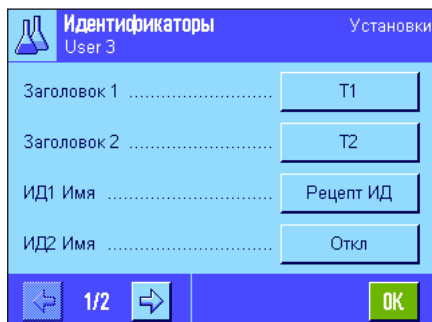 Идентификаторы Установки
User 3
Заголовок 1 ........................... T1
Заголовок 2 ........................... T2
ИД1 Имя ............................... Рецепт ИД
ИД2 Имя ............................... Откл
1/2 OK